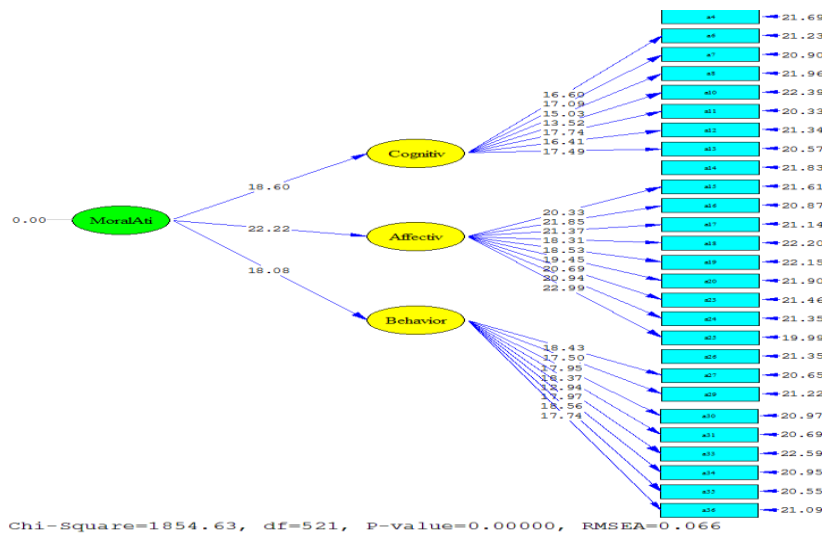 0.00
MoralAti
18.60
22.22
18.08
Cognitiv
Affectiv
Behavior
16.60
17.09
15.03
13.52
17.74
16.41
17.49
20.33
21.85
21.37
18.31
18.53
19.45
20.69
20.94
22.99
18.43
17.50
17.95
12.94
17.97
18.56
17.74
a4 21.69
a6 21.23
a7 20.90
a8 21.96
a10 22.39
a11 20.33
a12 21.34
a13 20.57
a14 21.83
a15 21.61
a16 20.87
a17 21.14
a18 22.20
a19 22.15
a20 21.90
a23 21.46
a24 21.35
a25 19.99
a26 21.35
a27 20.65
a29 21.22
a30 20.97
a31 20.69
a33 22.59
a34 20.95
a35 20.55
a36 21.09
Chi-Square=1854.63, df=521, P-value=0.00000, RMSEA=0.066